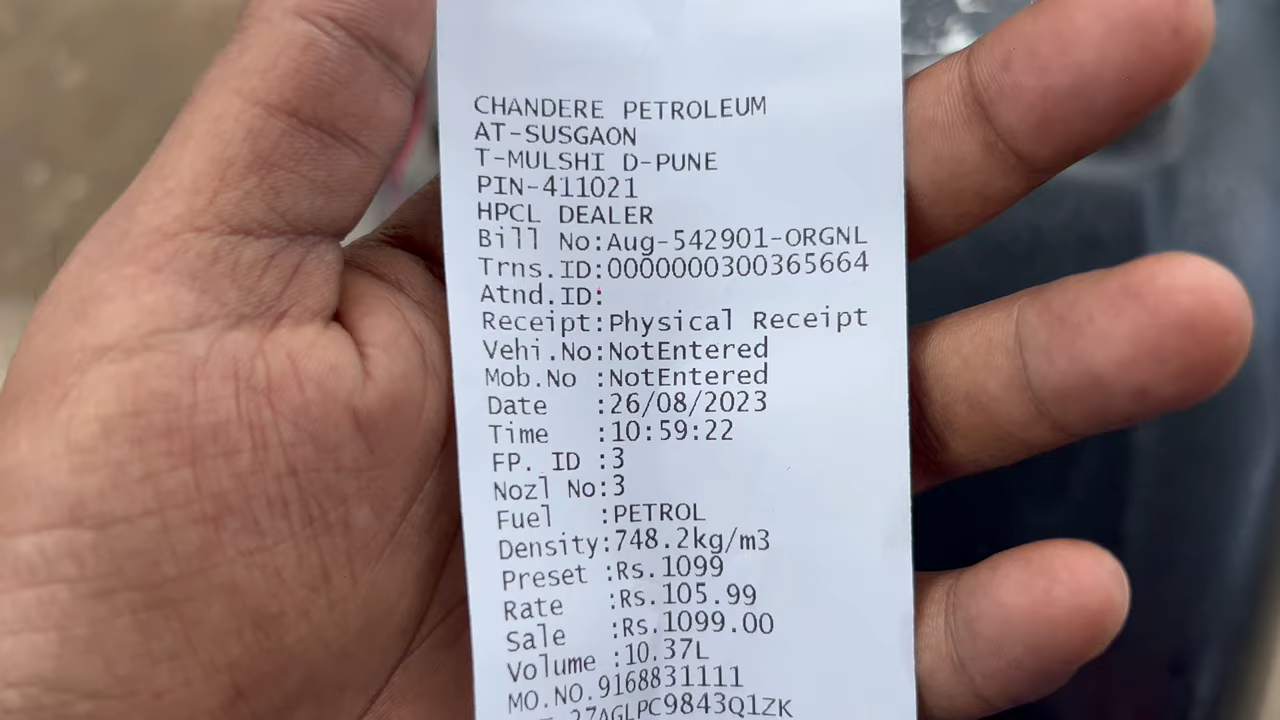 CHANDERE PETROLEUM
AT-SUSGAON
T-MULSHI D-PUNE
PIN-411021
HPCL DEALER
Bill No:Aug-542901-ORGNL
Trns.ID:0000000300365664
Atnd.ID:
Receipt:Physical Receipt
Vehi.No:NotEntered
Mob.No :NotEntered
Date :26/08/2023
Time :10:59:22
FP. ID :3
Nozl No:3
Fuel :PETROL
Density:748.2kg/m3
Preset :Rs.1099
Rate :Rs.105.99
Sale :Rs.1099.00
Volume :10.37L
MO.NO.9168831111
27AGLPC9843Q1ZK